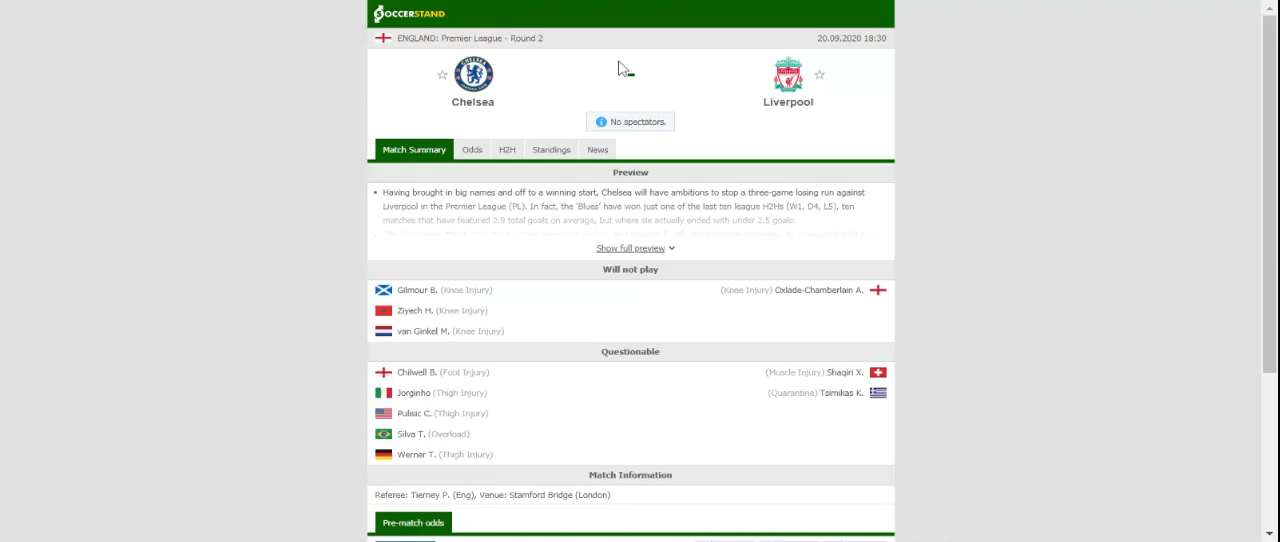 SOCCERSTAND
ENGLAND: Premier League - Round 2 20.09.2020 18:30
Chelsea Liverpool
No spectators.
Match Summary Odds H2H Standings News
Preview
Having brought in big names and off to a winning start, Chelsea will have ambitions to stop a three-game losing run against
Liverpool in the Premier League (PL). In fact, the 'Blues' have won just one of the last ten league H2Hs (W1, D4, L5), ten
matches that have featured 2.9 total goals on average, but where six actually ended with under 2.5 goals.
Show full preview
Will not play
Gilmour B. (Knee Injury) (Knee Injury) Oxlade-Chamberlain A.
Ziyech H. (Knee Injury)
van Ginkel M. (Knee Injury)
Questionable
Chilwell B. (Foot Injury) (Muscle Injury) Shaqiri X.
Jorginho (Thigh Injury) (Quarantine) Tsimikas K.
Pulisic C. (Thigh Injury)
Silva T. (Overload)
Werner T. (Thigh Injury)
Match Information
Referee: Tierney P. (Eng), Venue: Stamford Bridge (London)
Pre-match odds